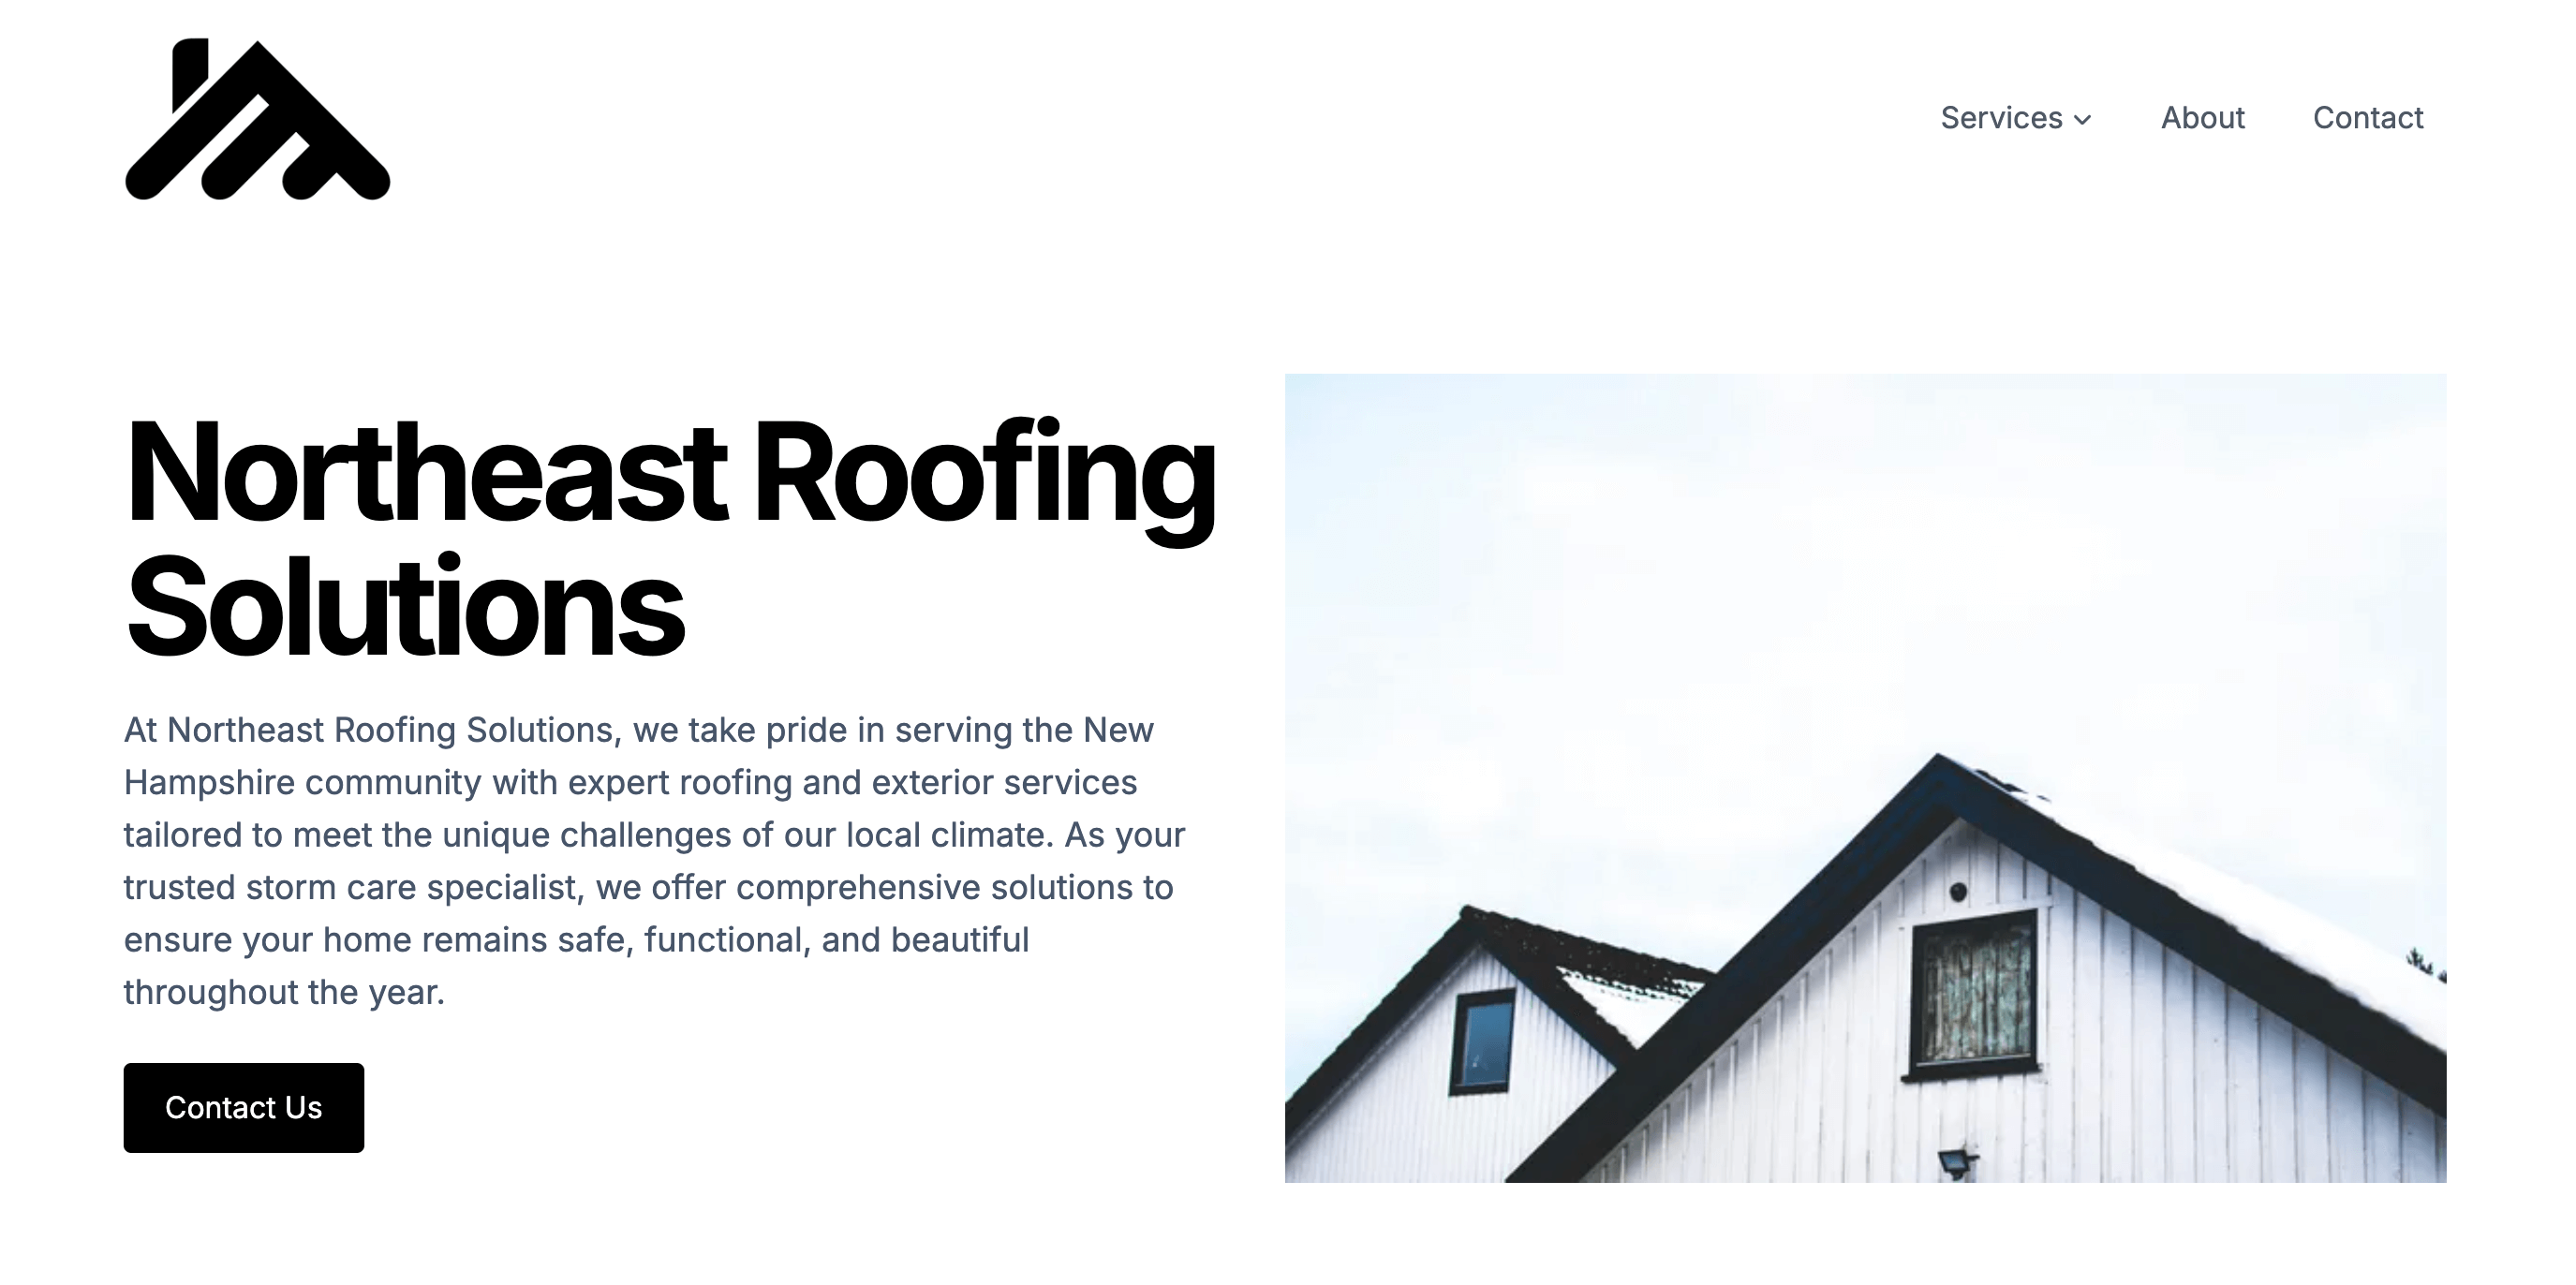 Services
About
Contact
Northeast Roofing
Solutions
At Northeast Roofing Solutions, we take pride in serving the New
Hampshire community with expert roofing and exterior services
tailored to meet the unique challenges of our local climate. As your
trusted storm care specialist, we offer comprehensive solutions to
ensure your home remains safe, functional, and beautiful
throughout the year.
Contact Us